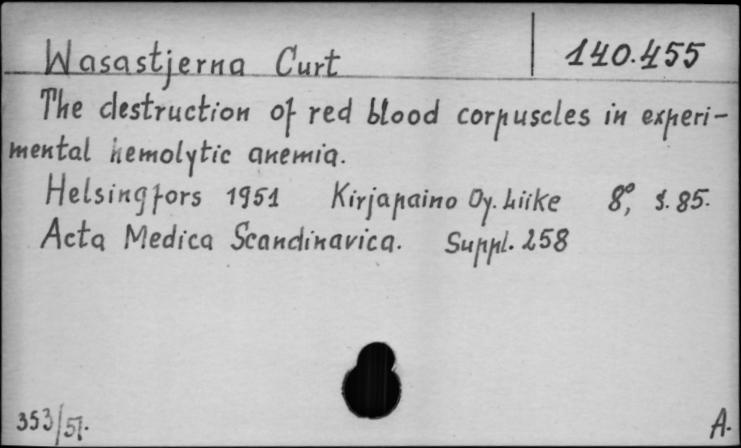 Wasastjerna Curt 140.455
The destruction of red blood corpuscles in experi-
mental hemolytic anemia.
Helsingfors 1951 Kirjapaino Oy. Liike 8°, s. 85.
Acta Medica Scandinavica. Suppl. 258
353/51. A.